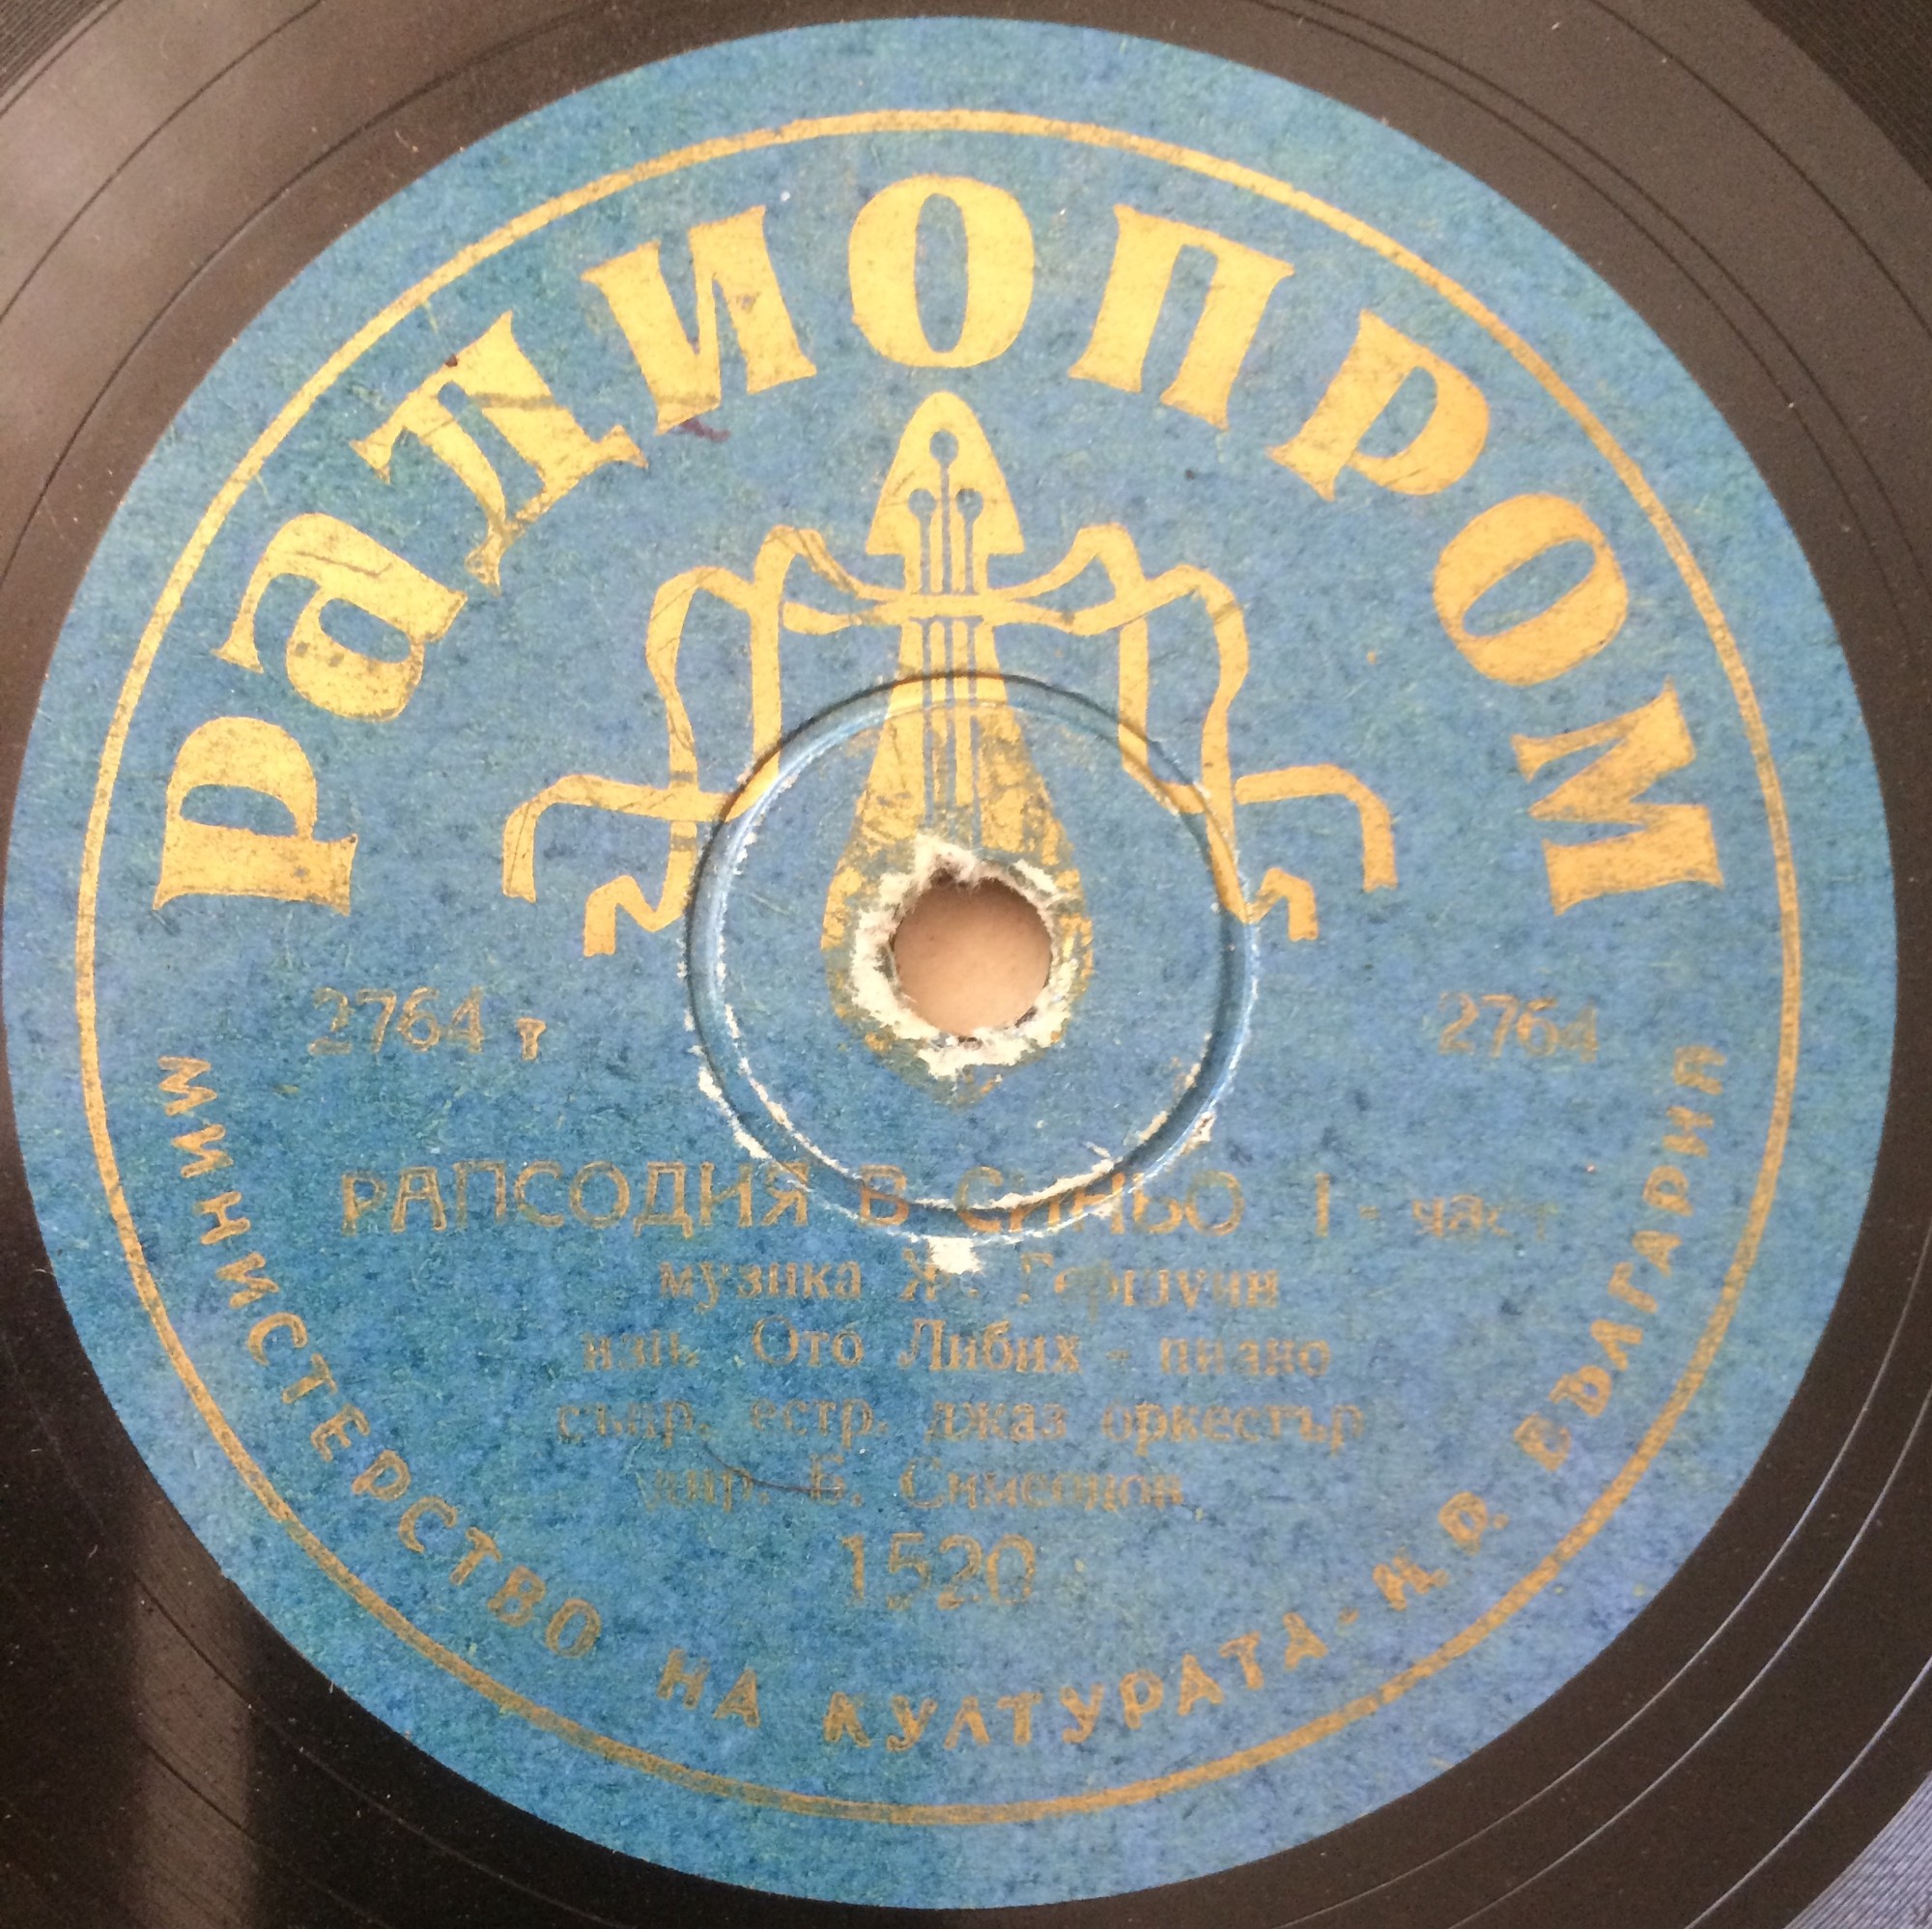 Радиопром
2764 т
2764
РАПСОДИЯ В СИНЬО I - част
музика Ж. Гершуин
изп. Ото Либих - пиано
съпр. естр. джаз оркестър
дир. Б. Симеонов
1520
МИНИСТЕРСТВО НА КУЛТУРАТА - Н. Р. БЪЛГАРИЯ